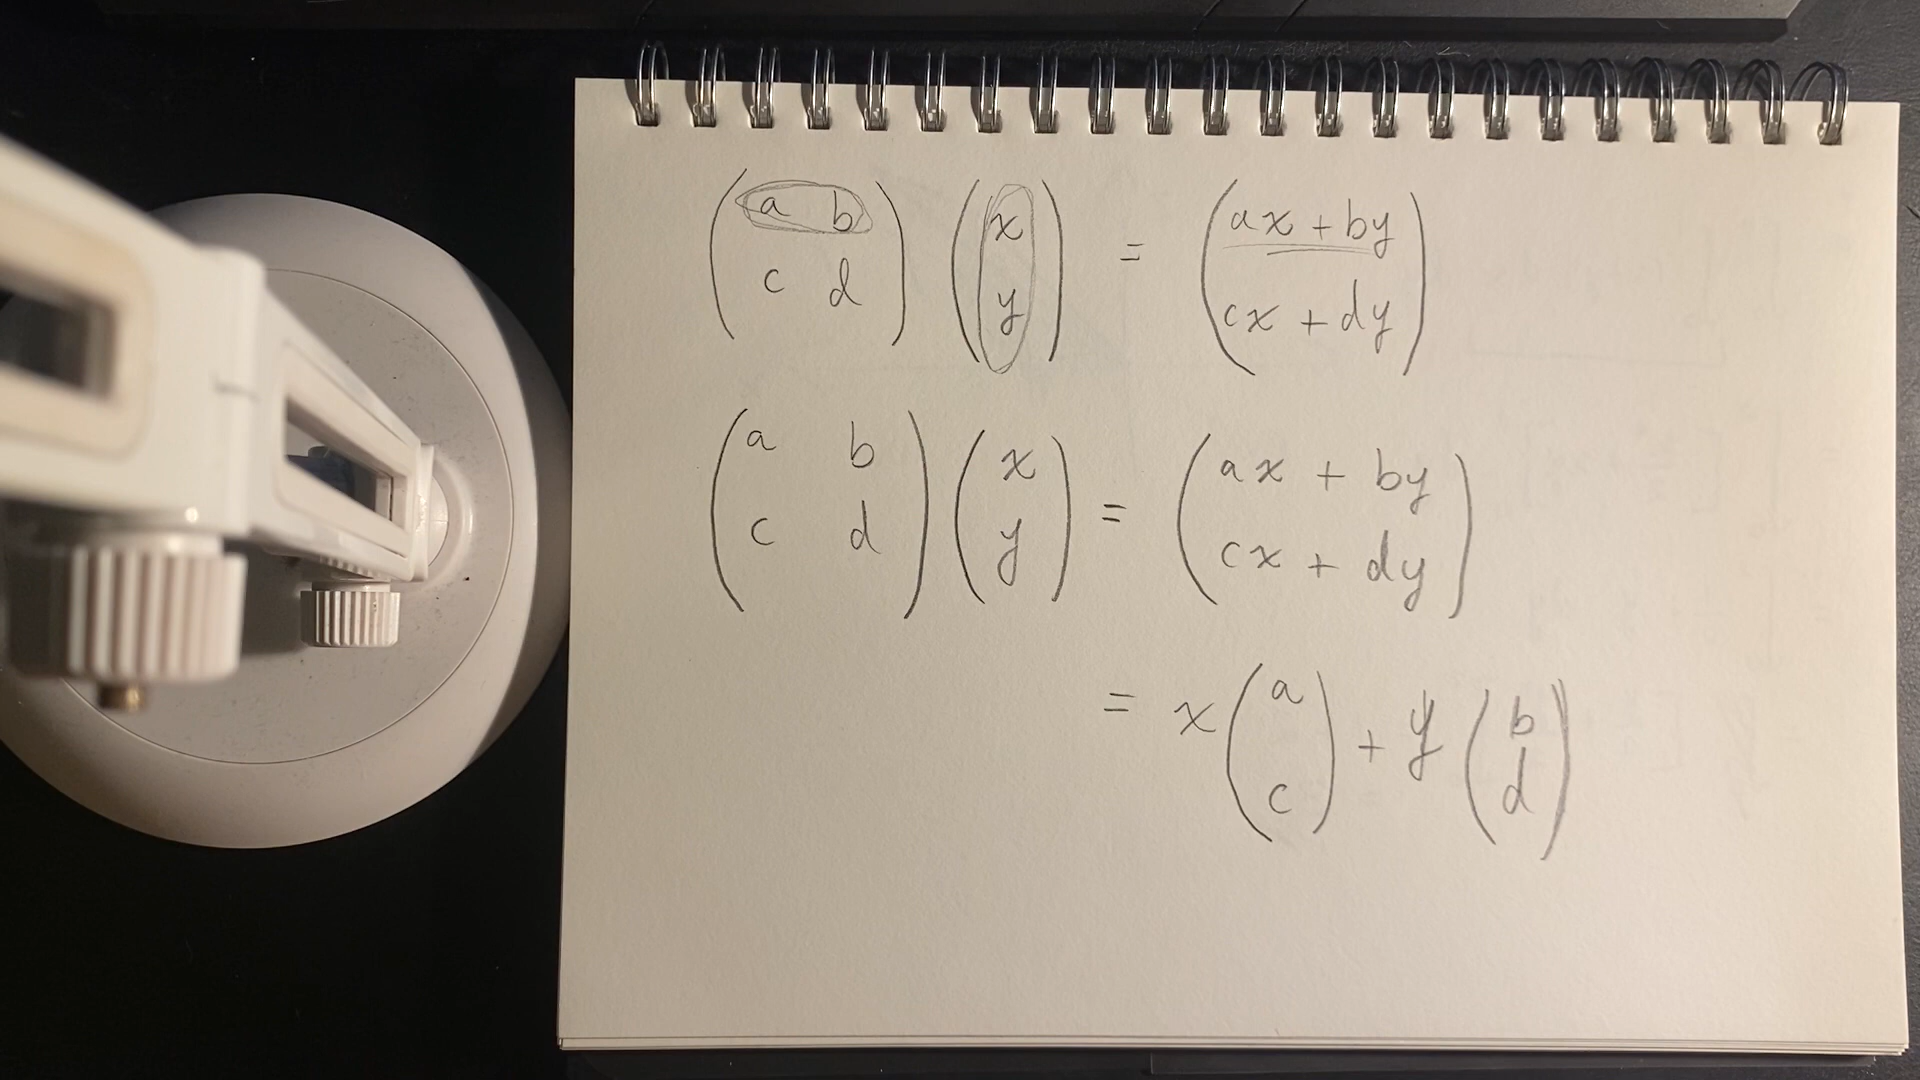 (a b
c d) (x
y) = (ax + by
cx + dy)
(a b
c d) (x
y) = (ax + by
cx + dy)
= x (a
c) + y (b
d)